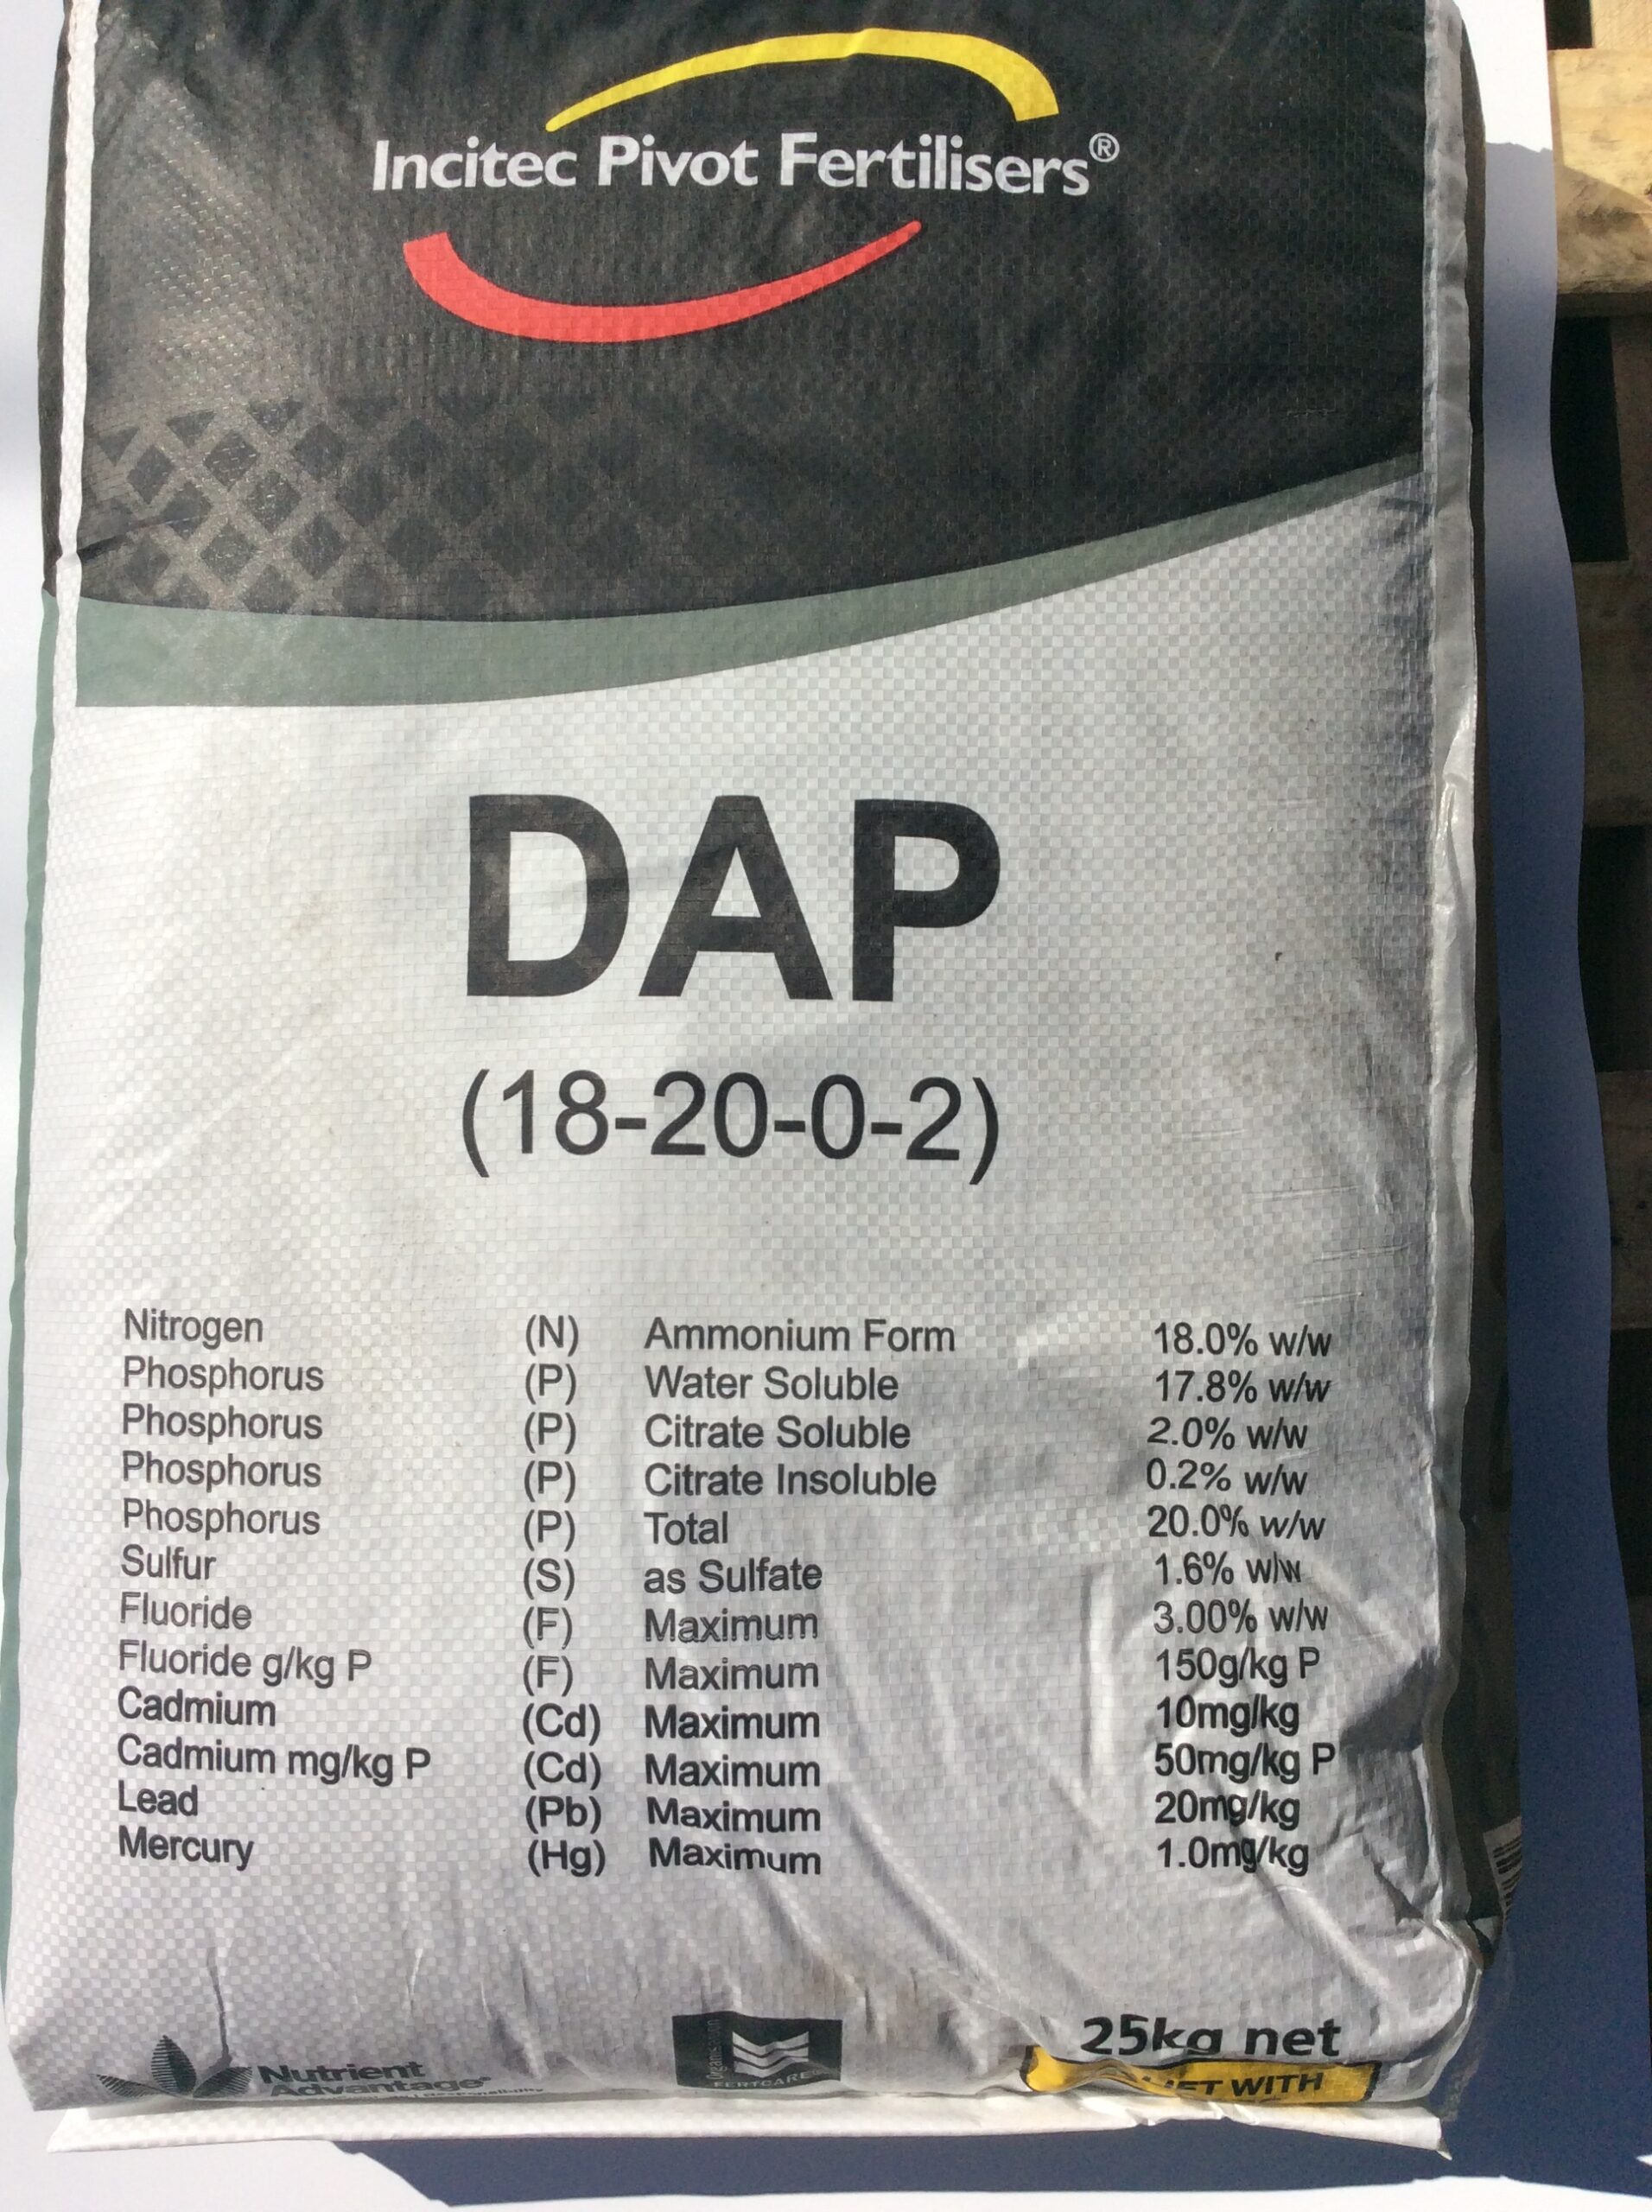 Incitec Pivot Fertilisers®
DAP
(18-20-0-2)
Nitrogen (N) Ammonium Form 18.0% w/w
Phosphorus (P) Water Soluble 17.8% w/w
Phosphorus (P) Citrate Soluble 2.0% w/w
Phosphorus (P) Citrate Insoluble 0.2% w/w
Phosphorus (P) Total 20.0% w/w
Sulfur (S) as Sulfate 1.6% w/w
Fluoride (F) Maximum 3.00% w/w
Fluoride g/kg P (F) Maximum 150g/kg P
Cadmium (Cd) Maximum 10mg/kg
Cadmium mg/kg P (Cd) Maximum 50mg/kg P
Lead (Pb) Maximum 20mg/kg
Mercury (Hg) Maximum 1.0mg/kg
25kg net
Nutrient
Advantage®
FERTCARE
WITH